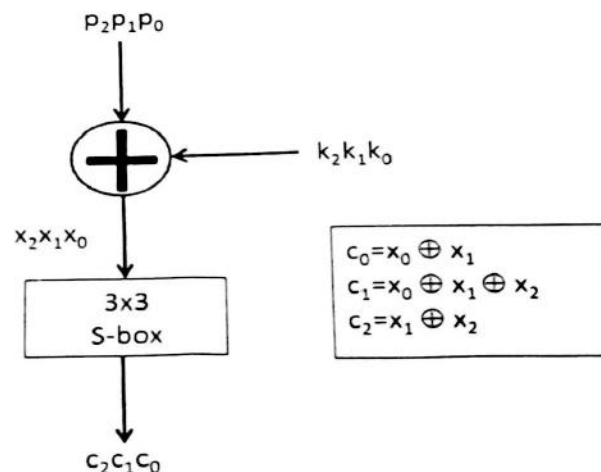 p₂p₁p₀
k₂k₁k₀
x₂x₁x₀
c₀=x₀ ⊕ x₁
c₁=x₀ ⊕ x₁ ⊕ x₂
c₂=x₁ ⊕ x₂
3x3
S-box
c₂c₁c₀